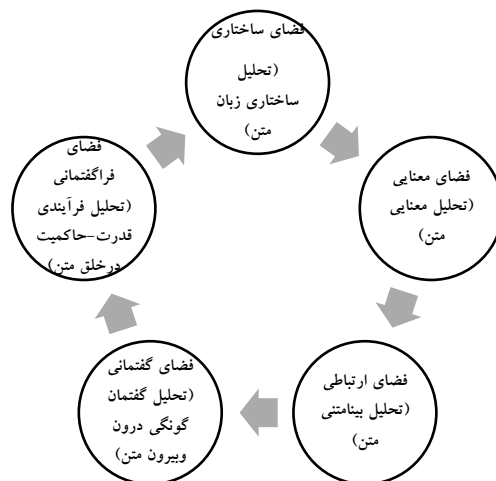 فضای ساختاری
(تحلیل
ساختاری زبان
متن)
فضای معنایی
(تحلیل معنایی
متن)
فضای ارتباطی
(تحلیل بینامتنی
متن)
فضای گفتمانی
(تحلیل گفتمان
گونگی درون
وبیرون متن)
فضای
فراگفتمانی
(تحلیل فرآیندی
قدرت-حاکمیت
درخلق متن)